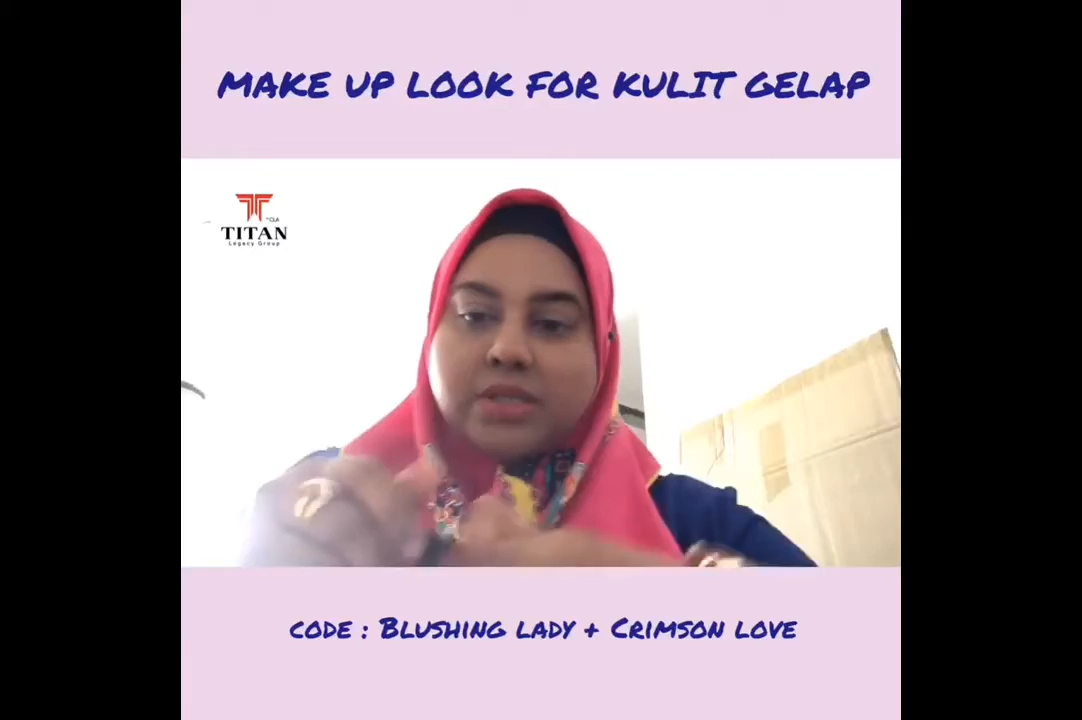 MAKE UP LOOK FOR KULIT GELAP
TITAN
Legacy Group
CODE : BLUSHING LADY + CRIMSON LOVE